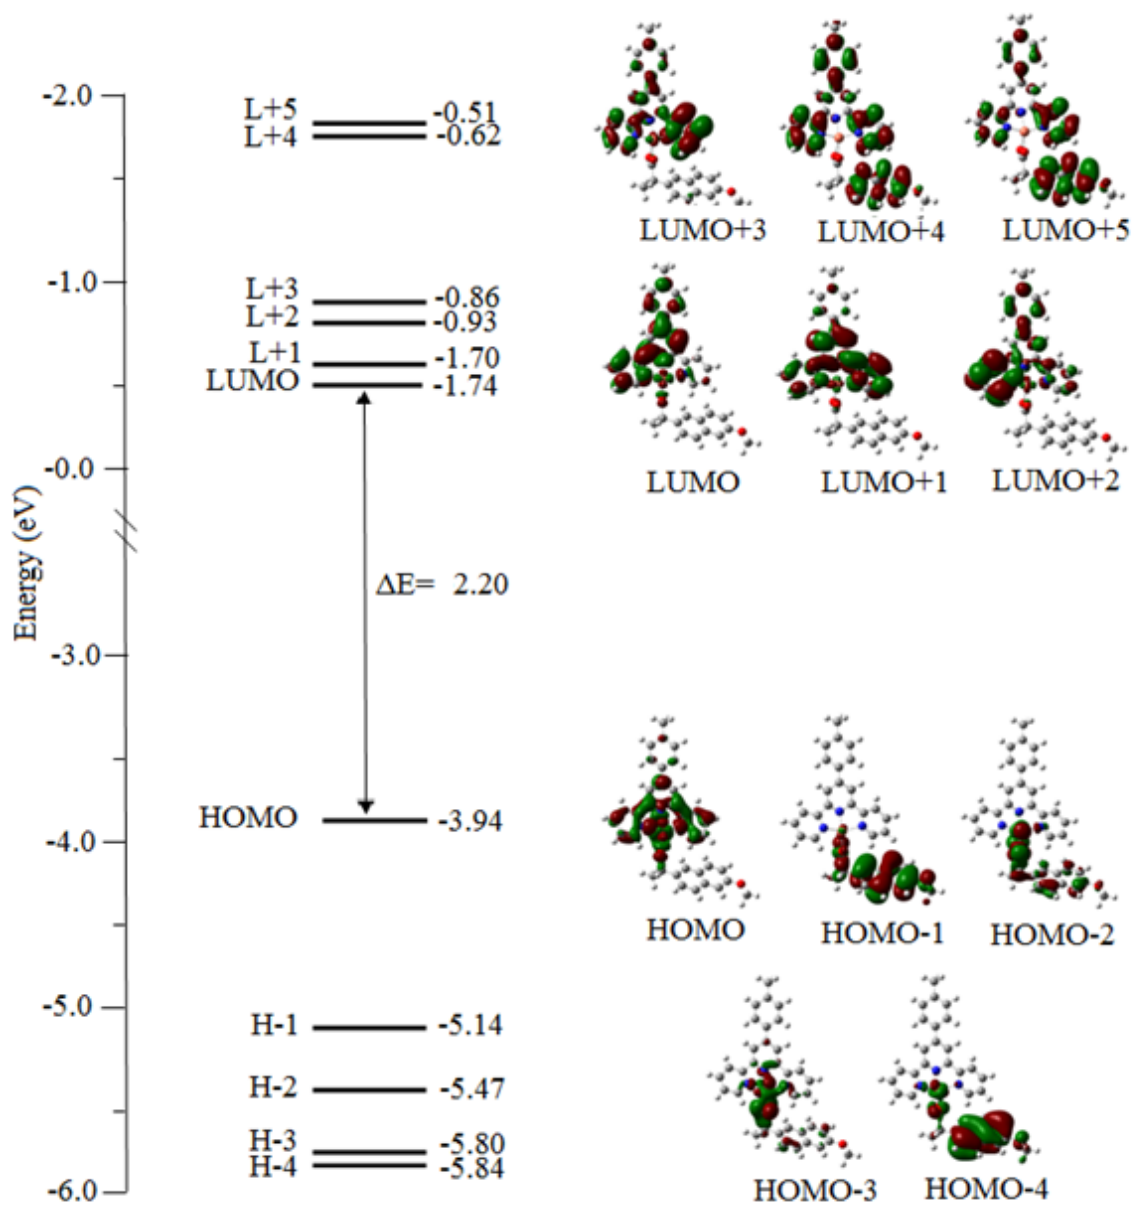 -2.0
L+5
-0.51
L+4
-0.62
LUMO+3
LUMO+4
LUMO+5
-1.0
L+3
-0.86
L+2
-0.93
L+1
-1.70
LUMO
-1.74
-0.0
LUMO
LUMO+1
LUMO+2
Energy (eV)
ΔE= 2.20
-3.0
HOMO
-3.94
-4.0
HOMO
HOMO-1
HOMO-2
-5.0
H-1
-5.14
H-2
-5.47
H-3
-5.80
H-4
-5.84
-6.0
HOMO-3
HOMO-4